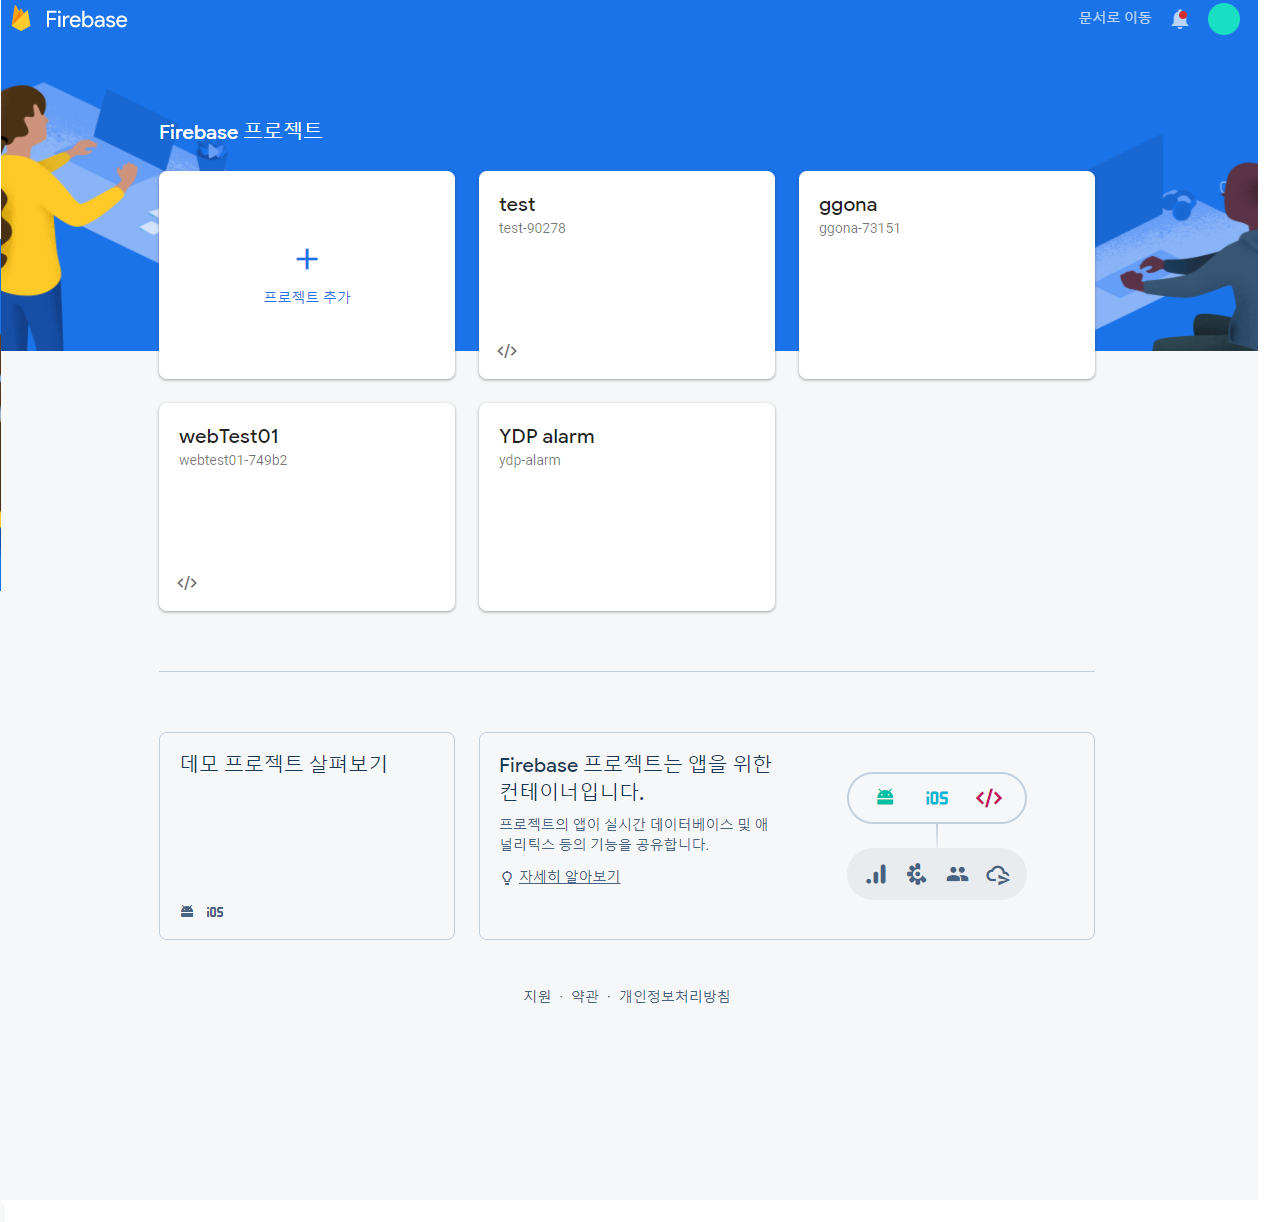 Firebase
문서로 이동
Firebase 프로젝트
프로젝트 추가
test
test-90278
ggona
ggona-73151
webTest01
webtest01-749b2
YDP alarm
ydp-alarm
데모 프로젝트 살펴보기
iOS
Firebase 프로젝트는 앱을 위한
컨테이너입니다.
프로젝트의 앱이 실시간 데이터베이스 및 애
널리틱스 등의 기능을 공유합니다.
자세히 알아보기
iOS
지원 · 약관 · 개인정보처리방침